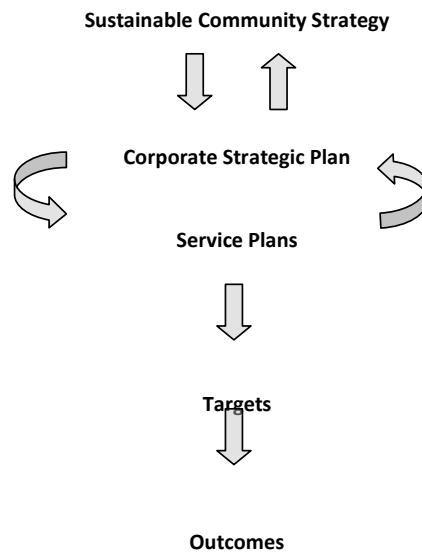 Sustainable Community Strategy
Corporate Strategic Plan
Service Plans
Targets
Outcomes